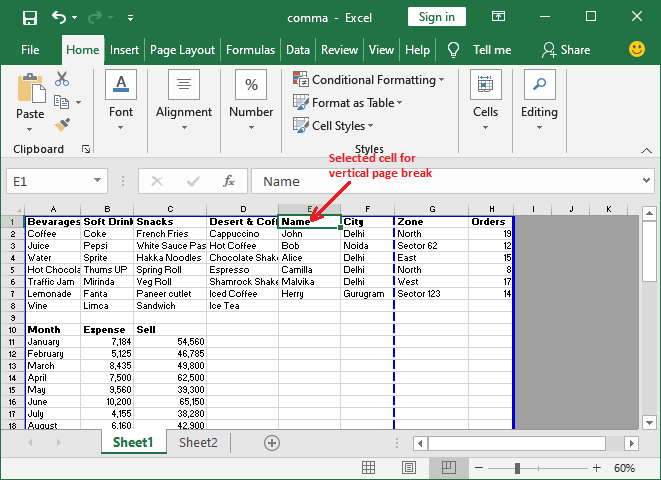 comma - Excel
Sign in
File Home Insert Page Layout Formulas Data Review View Help Tell me Share
Paste
Clipboard
Font
Alignment
%
Number
Conditional Formatting
Format as Table
Cell Styles
Styles
Cells
Editing
Selected cell for
vertical page break
E1 fx Name
A B C D E F G H I J K
1 Bevarages Soft Drink Snacks Desert & Coff Name City Zone Orders
2 Coffee Coke French Fries Cappuccino John Delhi North 19
3 Juice Pepsi White Sauce Pas Hot Coffee Bob Noida Sector 62 12
4 Water Sprite Hakka Noodles Chocolate Shake Alice Delhi East 15
5 Hot Chocola Thums UP Spring Roll Espresso Camilla Delhi North 8
6 Traffic Jam Mirinda Veg Roll Shamrock Shake Malvika Delhi West 17
7 Lemonade Fanta Paneer cutlet Iced Coffee Herry Gurugram Sector 123 14
8 Wine Limca Sandwich Ice Tea
9
10 Month Expense Sell
11 January 7,184 54,560
12 February 5,125 46,785
13 March 8,435 49,800
14 April 7,500 62,500
15 May 9,560 39,300
16 June 10,200 65,150
17 July 4,155 38,280
18 August 6,160 42,900
Sheet1 Sheet2
60%